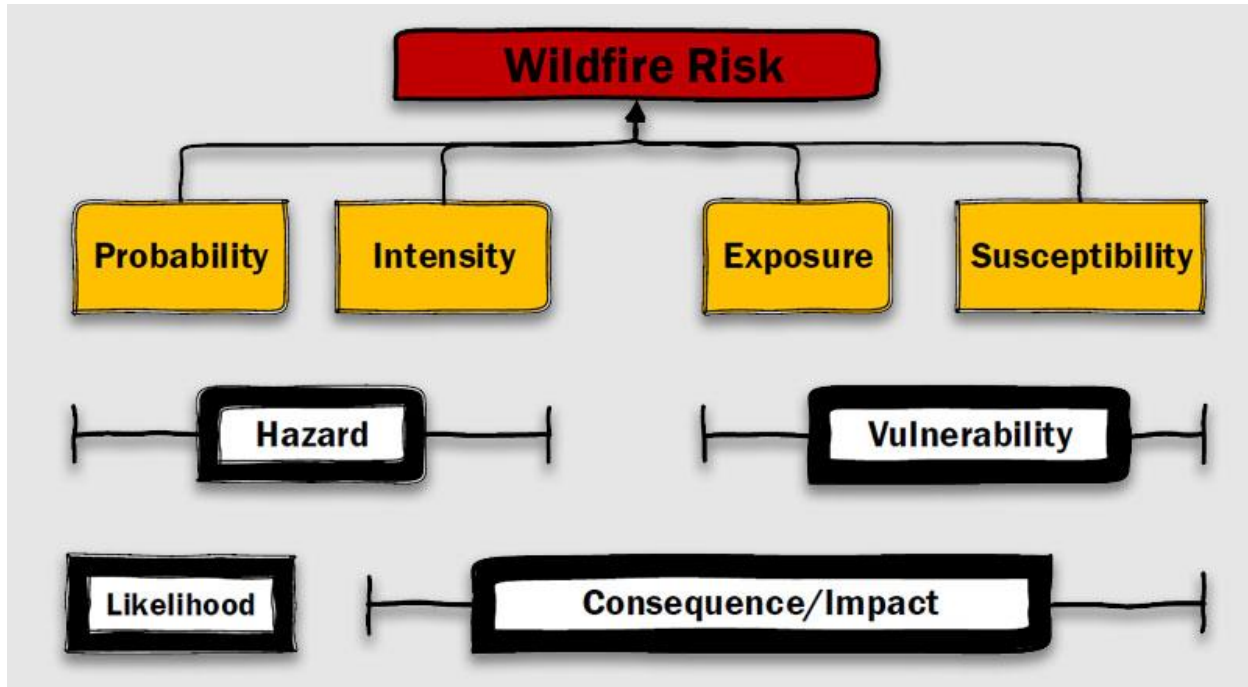 Wildfire Risk
Probability
Intensity
Exposure
Susceptibility
Hazard
Vulnerability
Likelihood
Consequence/Impact